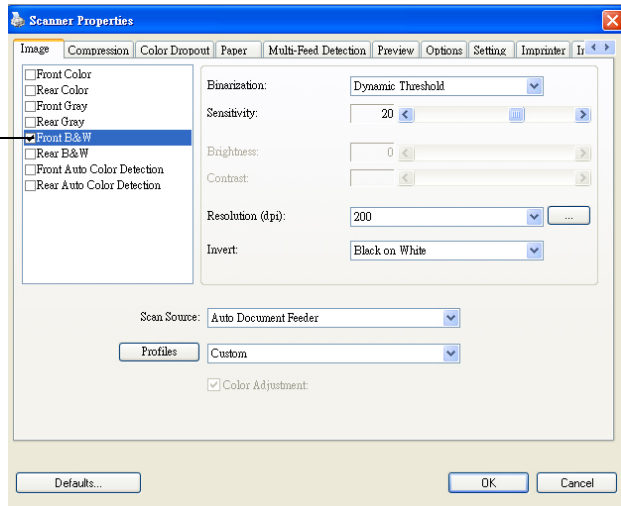 Scanner Properties
Image Compression Color Dropout Paper Multi-Feed Detection Preview Options Setting Imprinter
Front Color
Rear Color
Front Gray
Rear Gray
Front B&W
Rear B&W
Front Auto Color Detection
Rear Auto Color Detection
Binarization: Dynamic Threshold
Sensitivity: 20
Brightness: 0
Contrast:
Resolution (dpi): 200 ...
Invert: Black on White
Scan Source: Auto Document Feeder
Profiles Custom
Color Adjustment:
Defaults... OK Cancel